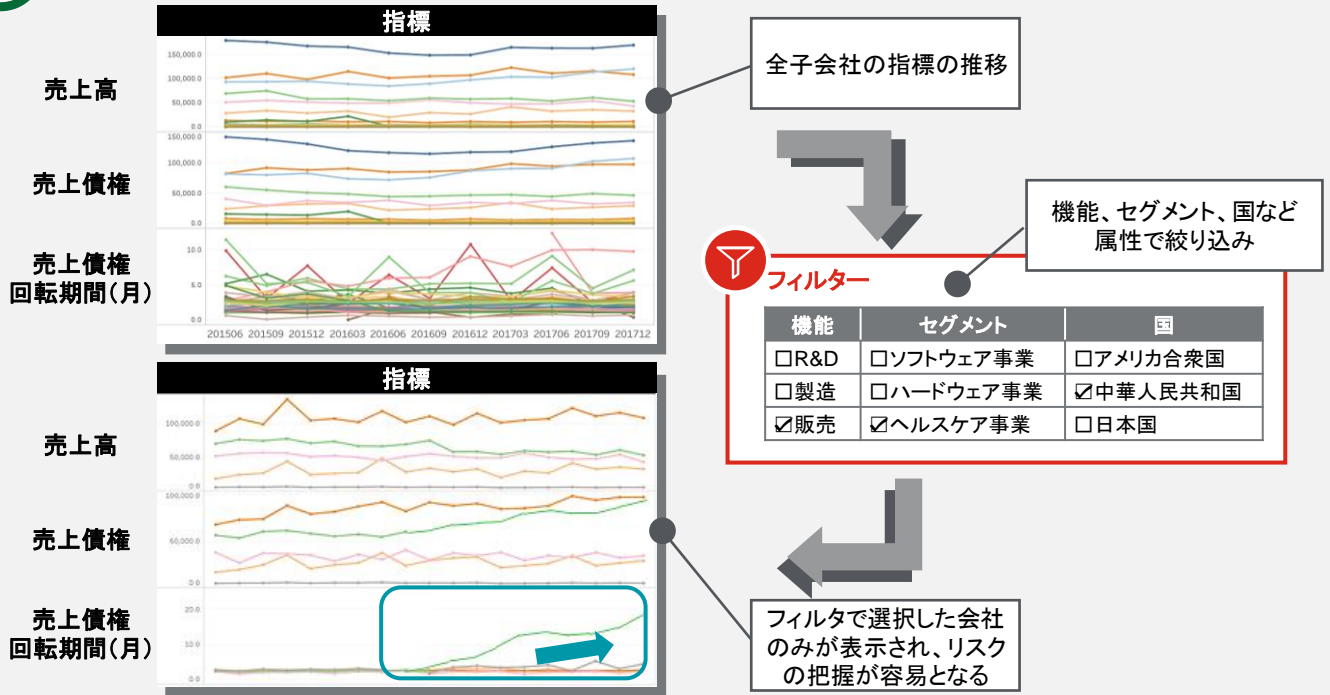 指標
売上高
150,000.0
100,000.0
50,000.0
0.0
売上債権
150,000.0
100,000.0
50,000.0
0.0
売上債権
回転期間(月)
10.0
5.0
0.0
201506 201509 201512 201603 201606 201609 201612 201703 201706 201709 201712
全子会社の指標の推移
機能、セグメント、国など
属性で絞り込み
フィルター
機能 セグメント 国
□R&D □ソフトウェア事業 □アメリカ合衆国
□製造 □ハードウェア事業 ☑中華人民共和国
☑販売 ☑ヘルスケア事業 □日本国
指標
売上高
100,000.0
50,000.0
0.0
売上債権
100,000.0
50,000.0
0.0
売上債権
回転期間(月)
20.0
10.0
0.0
フィルタで選択した会社
のみが表示され、リスク
の把握が容易となる